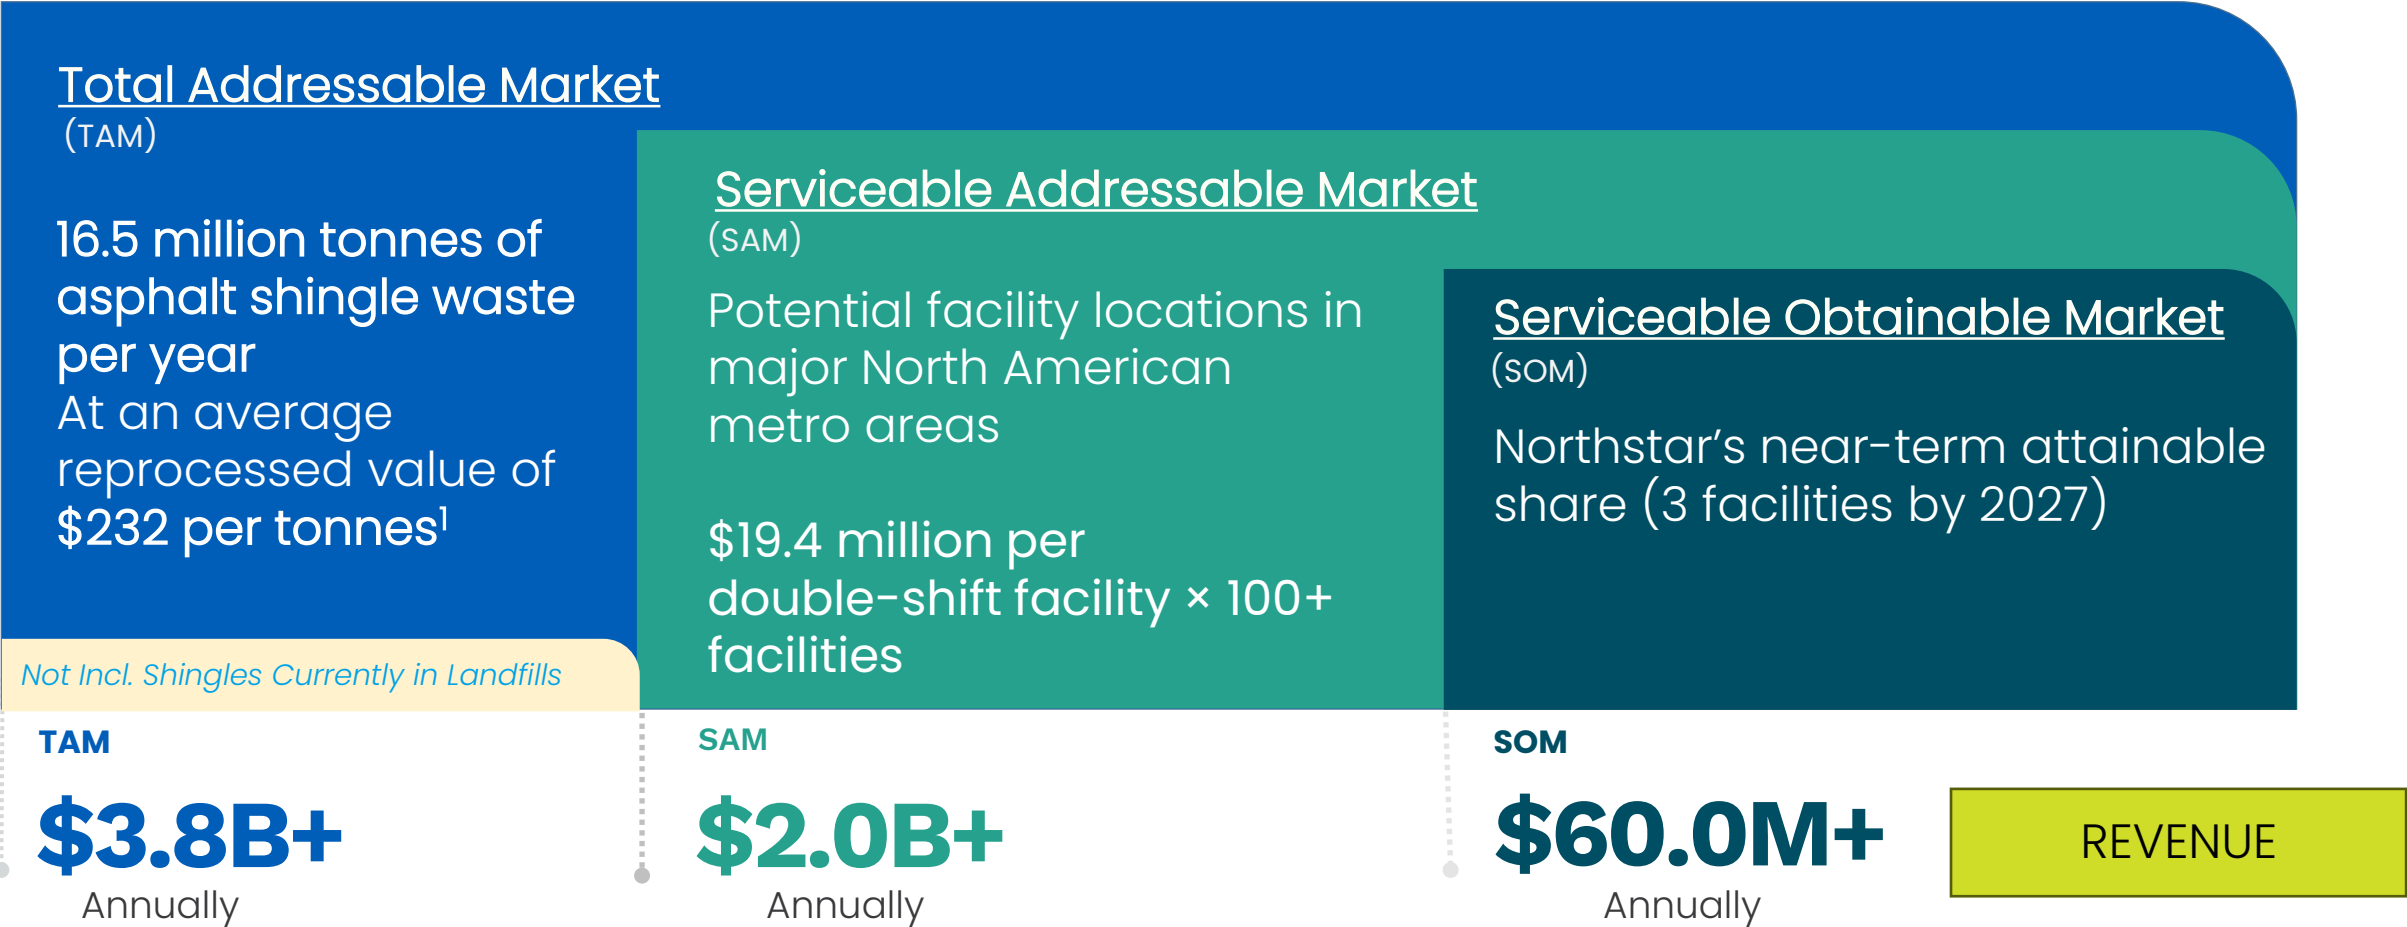 Total Addressable Market
(TAM)
16.5 million tonnes of
asphalt shingle waste
per year
At an average
reprocessed value of
$232 per tonnes¹
Not Incl. Shingles Currently in Landfills
Serviceable Addressable Market
(SAM)
Potential facility locations in
major North American
metro areas
$19.4 million per
double-shift facility × 100+
facilities
Serviceable Obtainable Market
(SOM)
Northstar’s near-term attainable
share (3 facilities by 2027)
TAM
$3.8B+
Annually
SAM
$2.0B+
Annually
SOM
$60.0M+
Annually
REVENUE